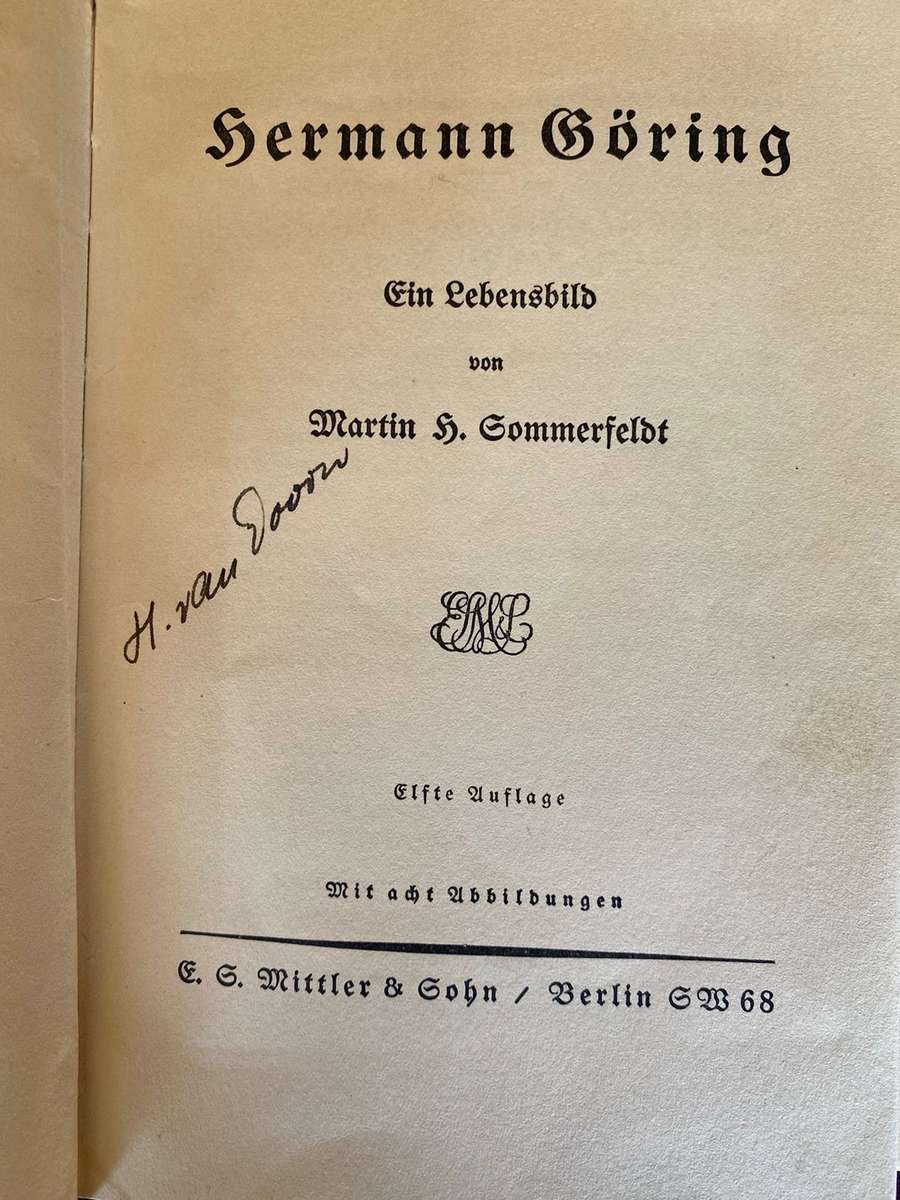 Hermann Göring
Ein Lebensbild
von
Martin H. Sommerfeldt
H. van Doorn
Elfte Auflage
Mit acht Abbildungen
E. S. Mittler & Sohn / Berlin SW 68